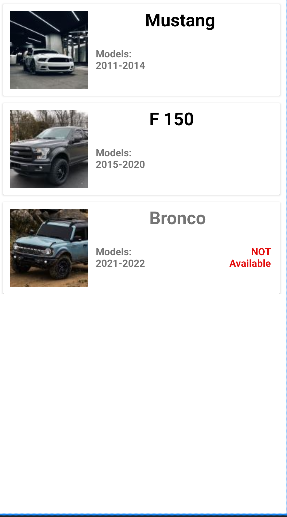 Mustang
Models:
2011-2014
F 150
Models:
2015-2020
Bronco
Models:
2021-2022
NOT
Available